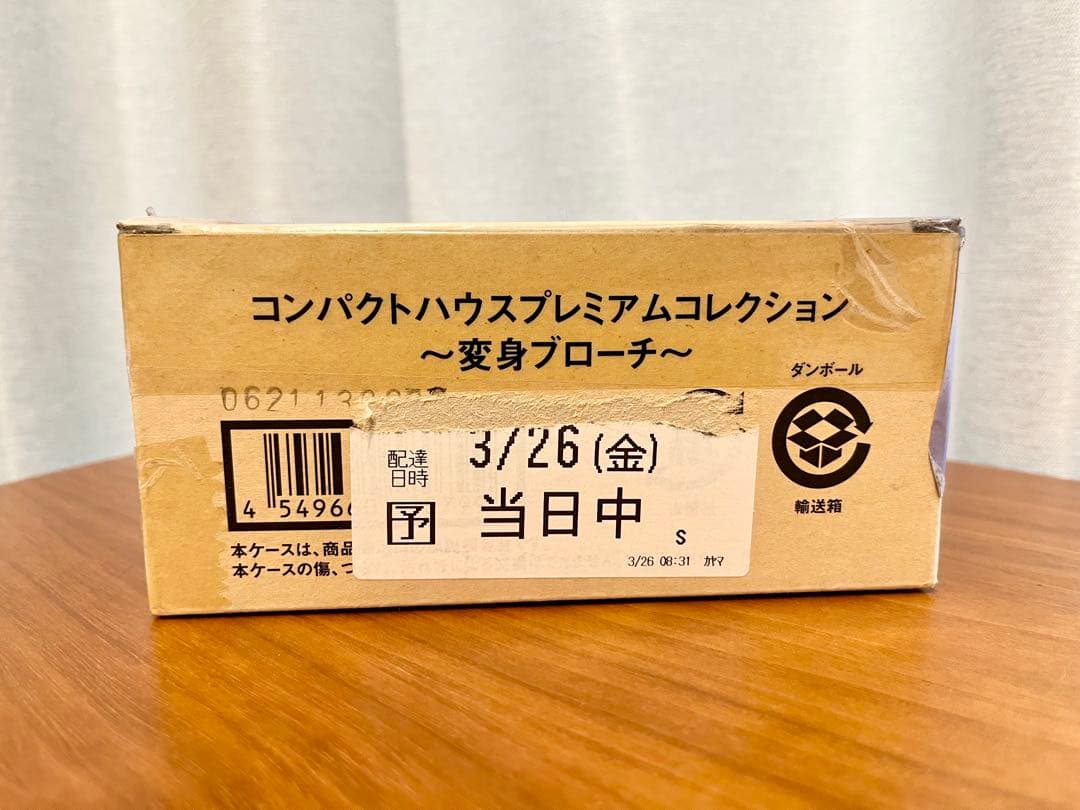 コンパクトハウスプレミアムコレクション
～変身ブローチ～
ダンボール
輸送箱
0621
配達
日時
3/26(金)
予
当日中
S
3/26 08:31 カヤマ
4 54966
本ケースは、商品
本ケースの傷、つ